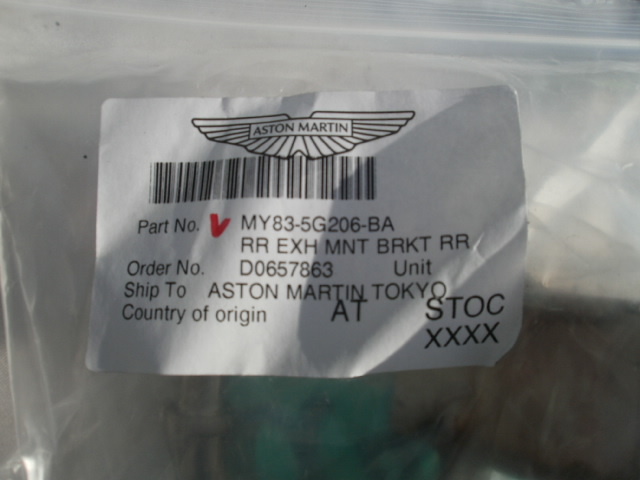 ASTON MARTIN
Part No. MY83-5G206-BA
RR EXH MNT BRKT RR
Order No. D0657863 Unit
Ship To ASTON MARTIN TOKYO
Country of origin AT STOC
XXXX